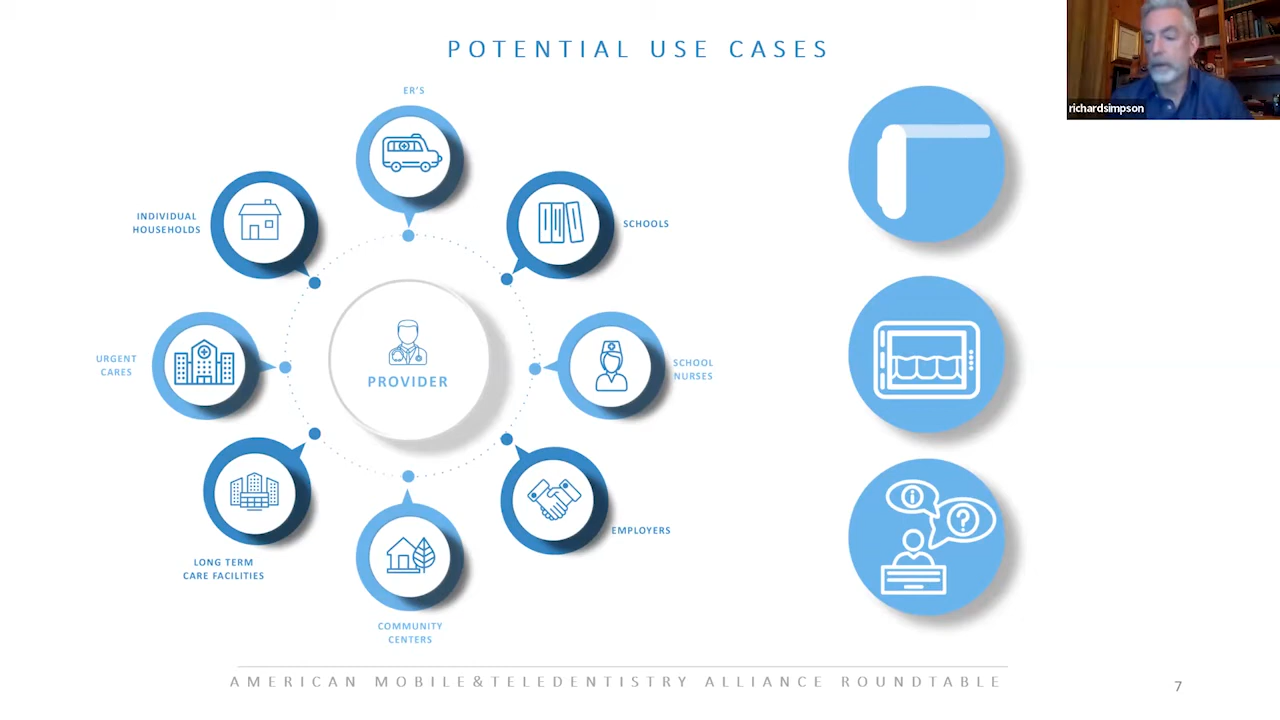 POTENTIAL USE CASES
richardsimpson
ER'S
SCHOOLS
SCHOOL
NURSES
EMPLOYERS
COMMUNITY
CENTERS
LONG TERM
CARE FACILITIES
URGENT
CARES
INDIVIDUAL
HOUSEHOLDS
PROVIDER
i
?
AMERICAN MOBILE&TELEDENTISTRY ALLIANCE ROUNDTABLE
7